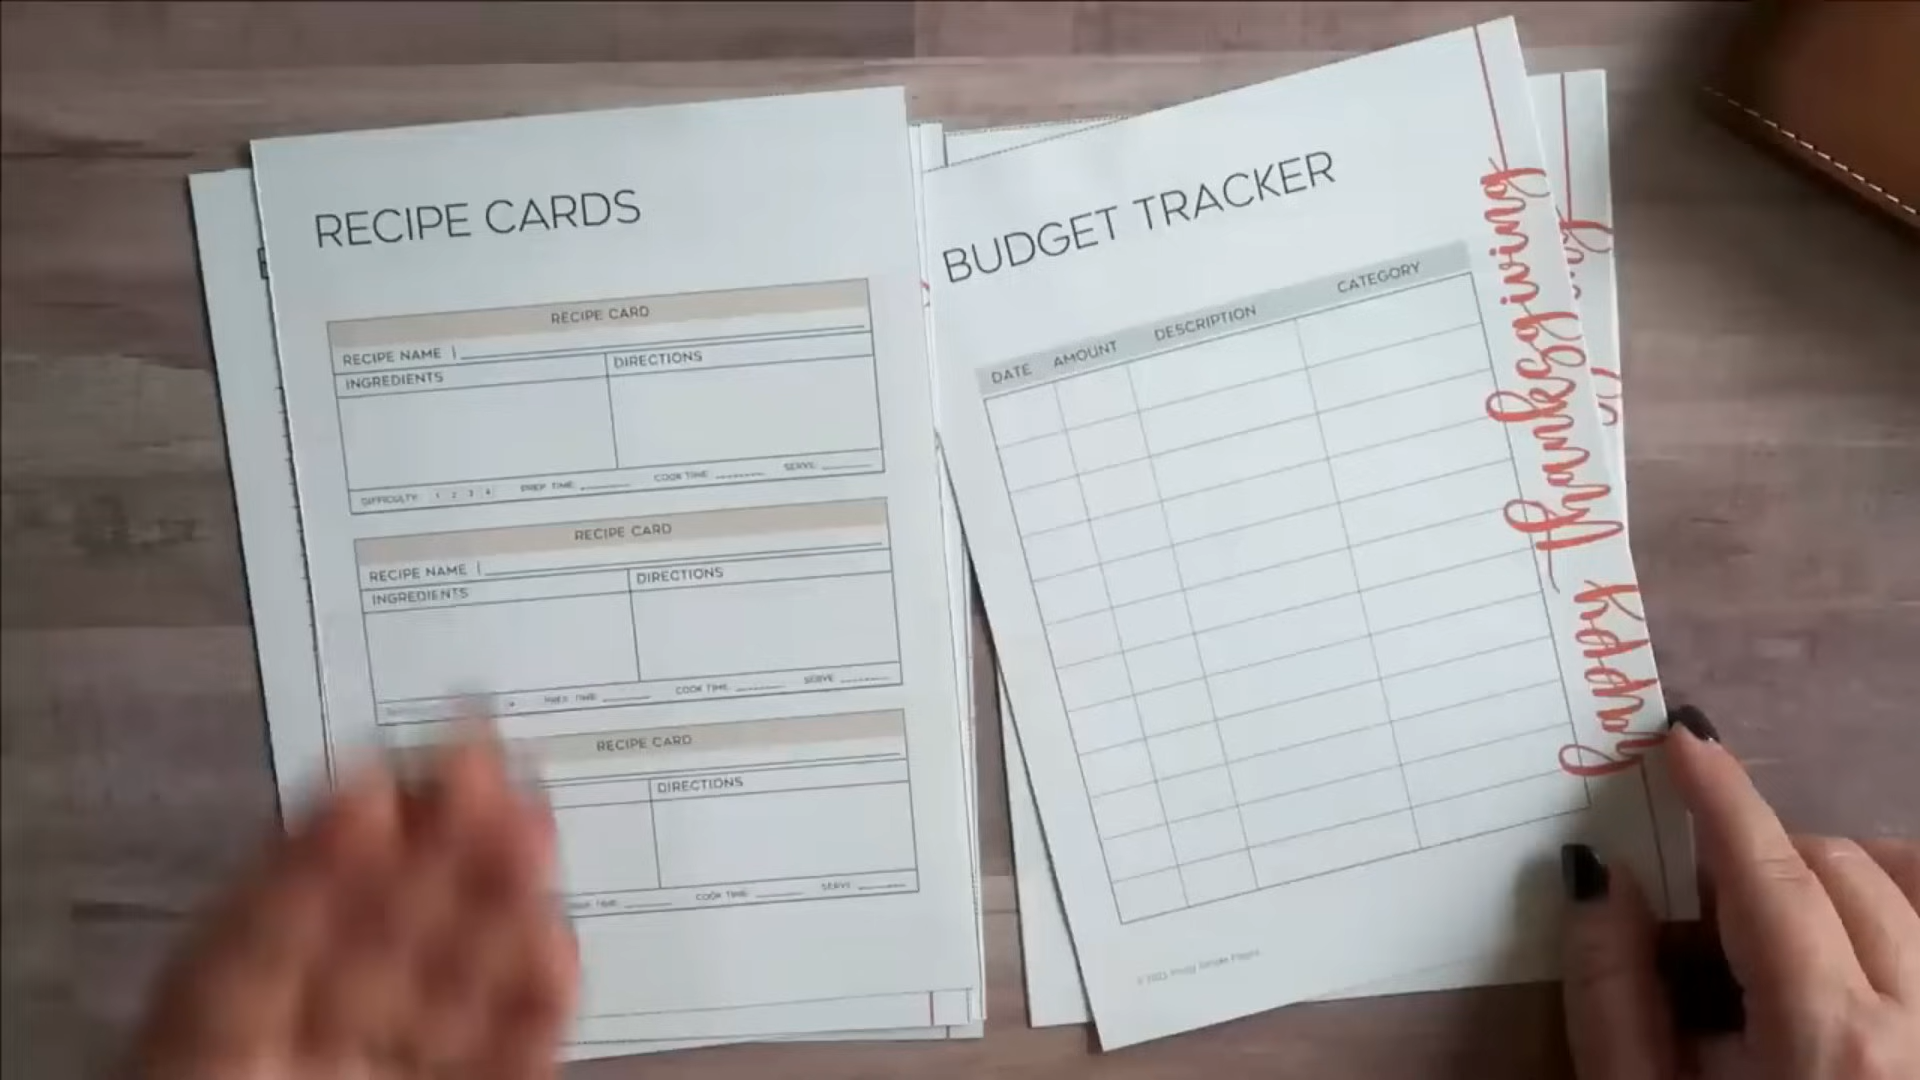 RECIPE CARDS
RECIPE CARD
RECIPE NAME |
INGREDIENTS DIRECTIONS
DIFFICULTY 1 2 3 4 PREP TIME COOK TIME SERVE
RECIPE CARD
RECIPE NAME |
INGREDIENTS DIRECTIONS
PREP TIME COOK TIME SERVE
RECIPE CARD
DIRECTIONS
TIME COOK TIME SERVE
BUDGET TRACKER
DATE AMOUNT DESCRIPTION CATEGORY
happy thanksgiving